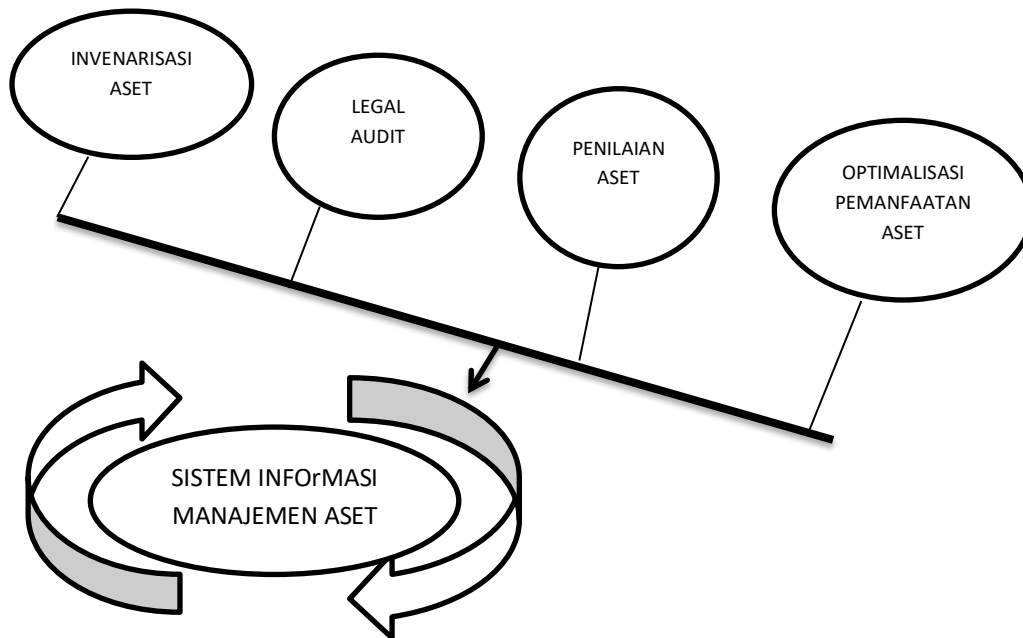 INVENARISASI
ASET
LEGAL
AUDIT
PENILAIAN
ASET
OPTIMALISASI
PEMANFAATAN
ASET
SISTEM INFOrMASI
MANAJEMEN ASET